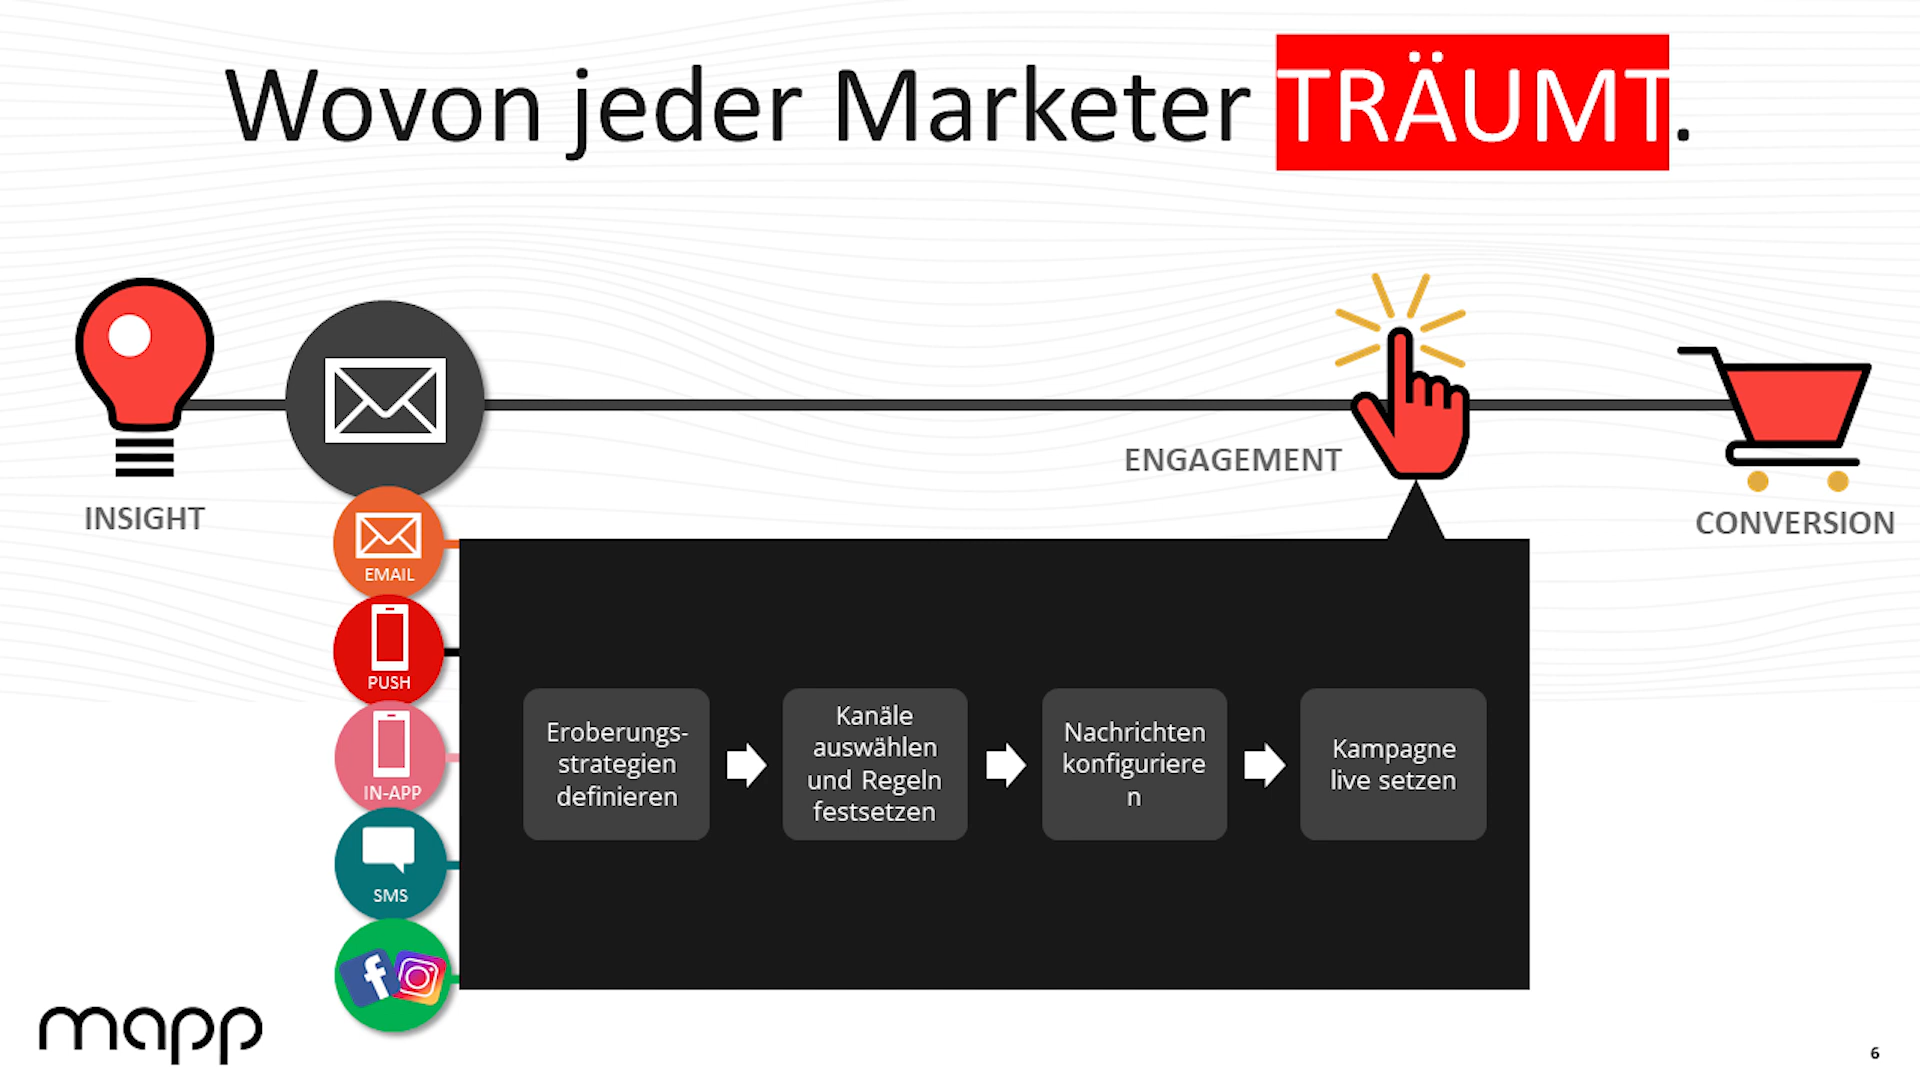 Wovon jeder Marketer TRÄUMT.
INSIGHT
ENGAGEMENT
CONVERSION
EMAIL
PUSH
IN-APP
SMS
Eroberungs-
strategien
definieren
Kanäle
auswählen
und Regeln
festsetzen
Nachrichten
konfiguriere
n
Kampagne
live setzen
mapp
6